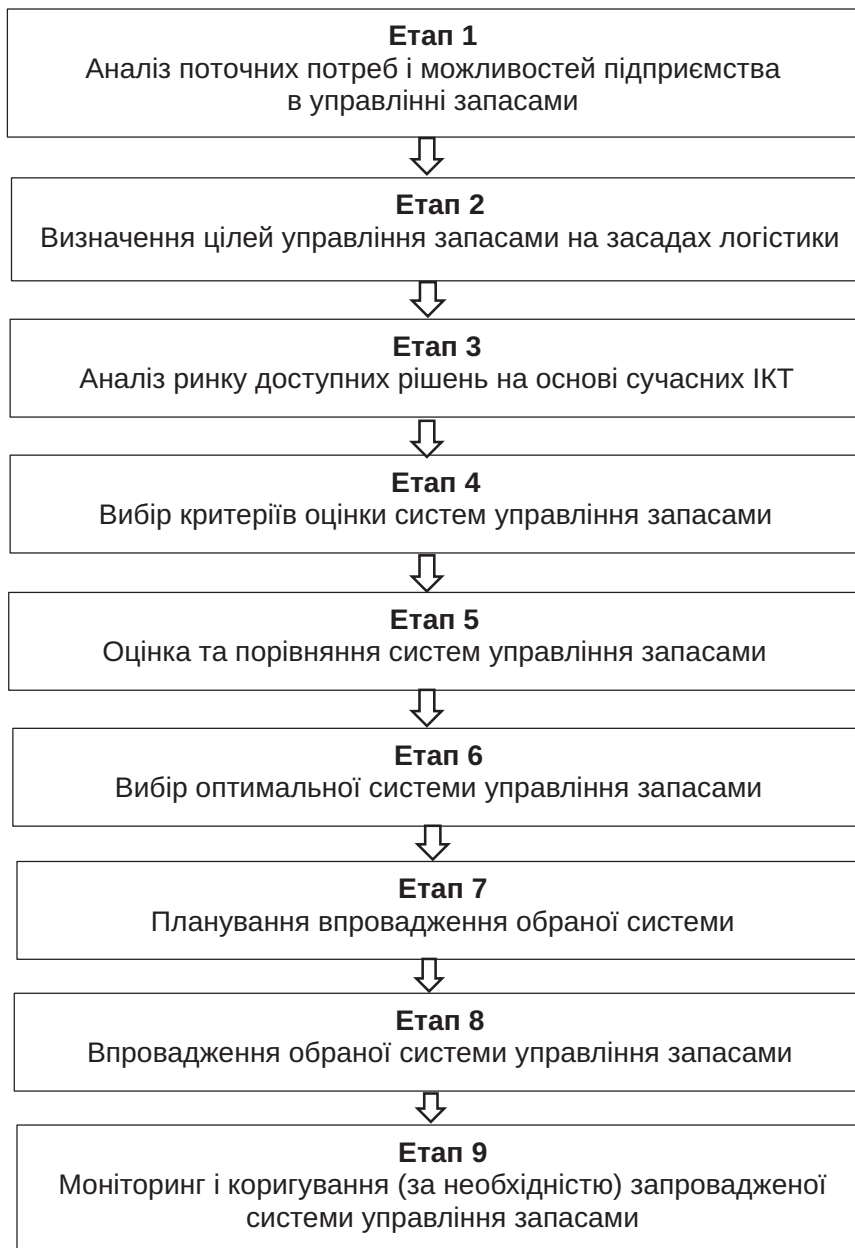 Етап 1
Аналіз поточних потреб і можливостей підприємства
в управлінні запасами
Етап 2
Визначення цілей управління запасами на засадах логістики
Етап 3
Аналіз ринку доступних рішень на основі сучасних ІКТ
Етап 4
Вибір критеріїв оцінки систем управління запасами
Етап 5
Оцінка та порівняння систем управління запасами
Етап 6
Вибір оптимальної системи управління запасами
Етап 7
Планування впровадження обраної системи
Етап 8
Впровадження обраної системи управління запасами
Етап 9
Моніторинг і коригування (за необхідністю) запровадженої
системи управління запасами